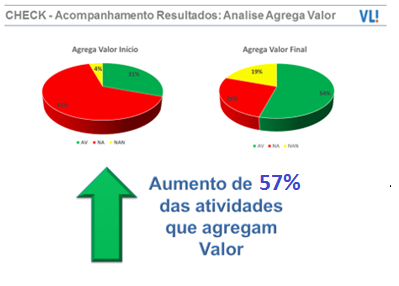 CHECK - Acompanhamento Resultados: Analise Agrega Valor
VL!
Agrega Valor Início
4%
31%
AV NA NAN
Agrega Valor Final
19%
54%
AV NA NAN
Aumento de 57%
das atividades
que agregam
Valor